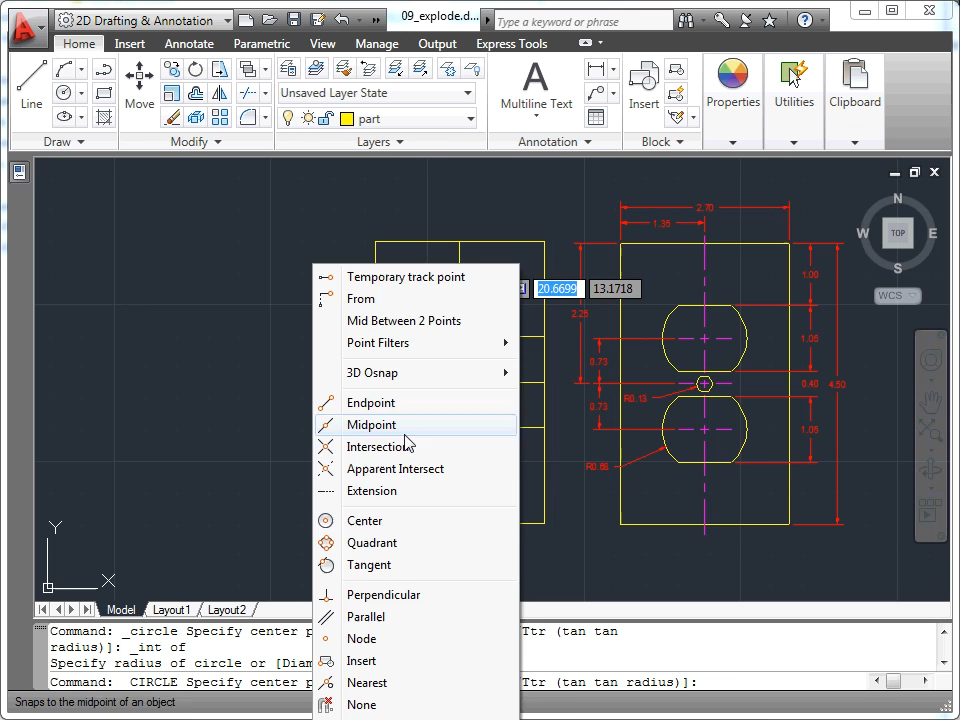 2D Drafting & Annotation
09_explode.d...
Type a keyword or phrase
Home Insert Annotate Parametric View Manage Output Express Tools
Line
Move
Unsaved Layer State
part
Multiline Text
Insert
Properties
Utilities
Clipboard
Draw
Modify
Layers
Annotation
Block
N
W TOP E
S
WCS
20.6699 13.1718
2.70
1.35
1.00
2.25
1.05
0.73
0.40
4.50
0.73
R0.13
1.05
R0.68
Temporary track point
From
Mid Between 2 Points
Point Filters
3D Osnap
Endpoint
Midpoint
Intersection
Apparent Intersect
Extension
Center
Quadrant
Tangent
Perpendicular
Parallel
Node
Insert
Nearest
None
Y
X
Model Layout1 Layout2
Command: _circle Specify center p Ttr (tan tan
radius)]: _int of
Specify radius of circle or [Diam
Command: CIRCLE Specify center p Ttr (tan tan radius)]:
Snaps to the midpoint of an object